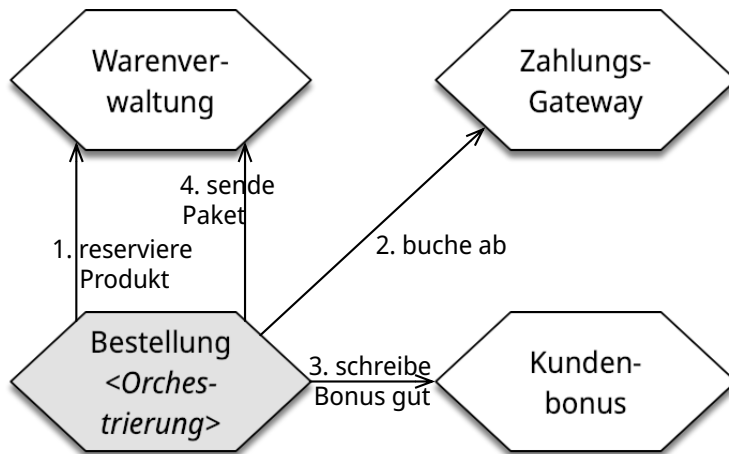 Warenver-
waltung
Zahlungs-
Gateway
4. sende
Paket
1. reserviere
Produkt
2. buche ab
Bestellung
<Orches-
trierung>
3. schreibe
Bonus gut
Kunden-
bonus